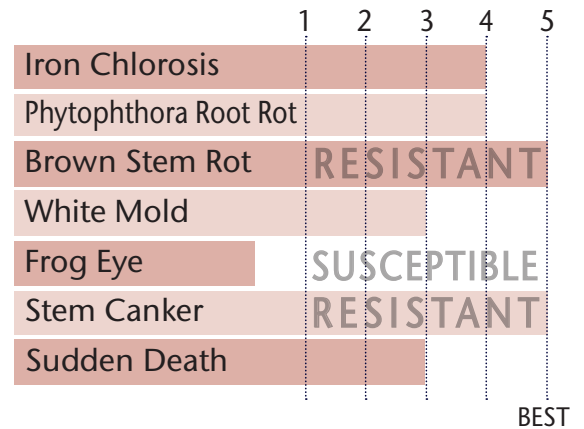 1 2 3 4 5
Iron Chlorosis
Phytophthora Root Rot
Brown Stem Rot RESISTANT
White Mold
Frog Eye SUSCEPTIBLE
Stem Canker RESISTANT
Sudden Death
BEST